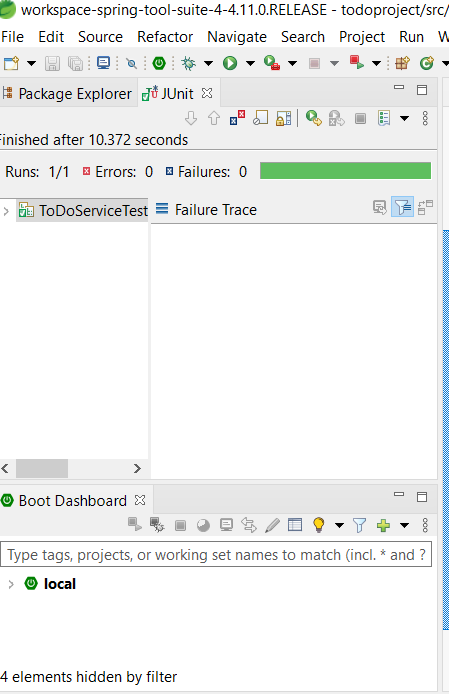 workspace-spring-tool-suite-4-4.11.0.RELEASE - todoproject/src/
File Edit Source Refactor Navigate Search Project Run W
Package Explorer JUnit
Finished after 10.372 seconds
Runs: 1/1 Errors: 0 Failures: 0
ToDoServiceTest Failure Trace
Boot Dashboard
Type tags, projects, or working set names to match (incl. * and ?
local
4 elements hidden by filter